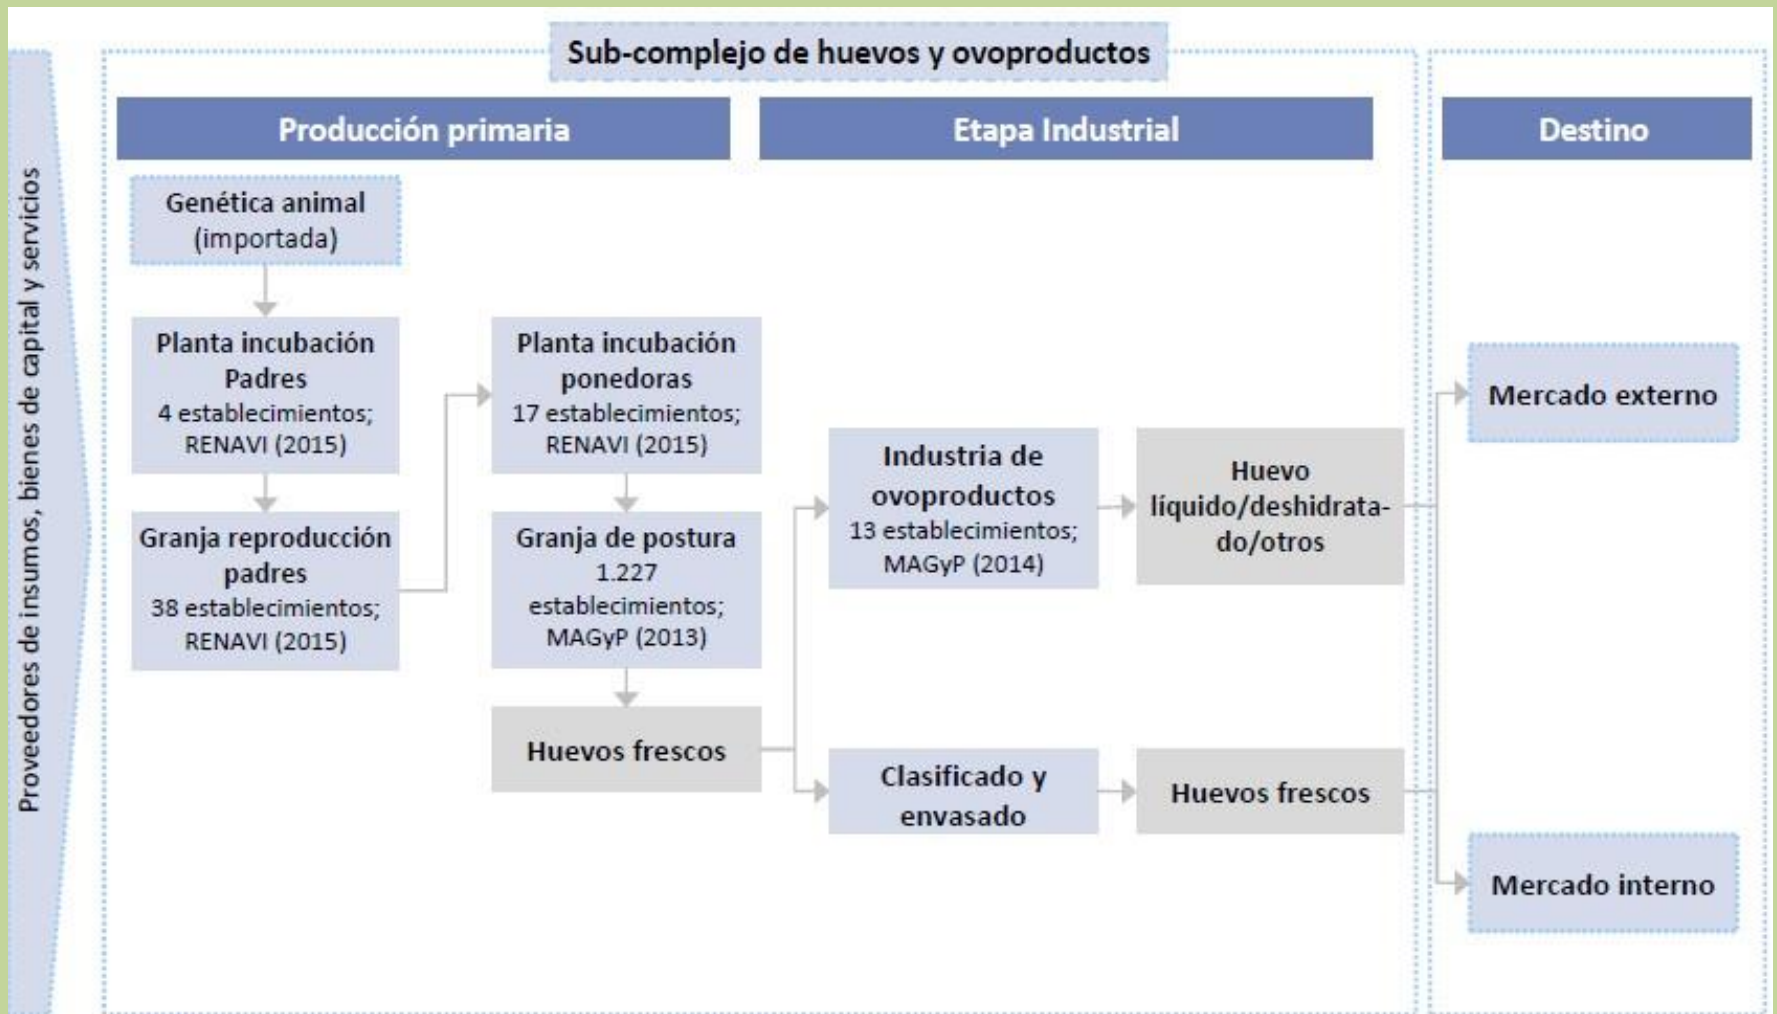 Sub-complejo de huevos y ovoproductos
Proveedores de insumos, bienes de capital y servicios
Producción primaria
Etapa Industrial
Destino
Genética animal
(importada)
Planta incubación
Padres
4 establecimientos;
RENAVI (2015)
Granja reproducción
padres
38 establecimientos;
RENAVI (2015)
Planta incubación
ponedoras
17 establecimientos;
RENAVI (2015)
Granja de postura
1.227
establecimientos;
MAGyP (2013)
Huevos frescos
Industria de
ovoproductos
13 establecimientos;
MAGyP (2014)
Huevo
líquido/deshidrata-
do/otros
Clasificado y
envasado
Huevos frescos
Mercado externo
Mercado interno